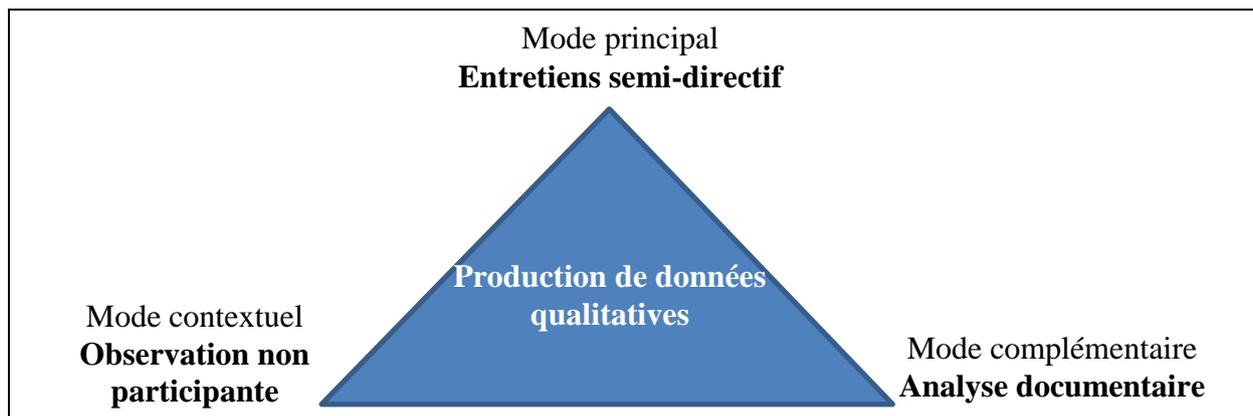 Mode principal
Entretiens semi-directif
Production de données
qualitatives
Mode contextuel
Observation non
participante
Mode complémentaire
Analyse documentaire